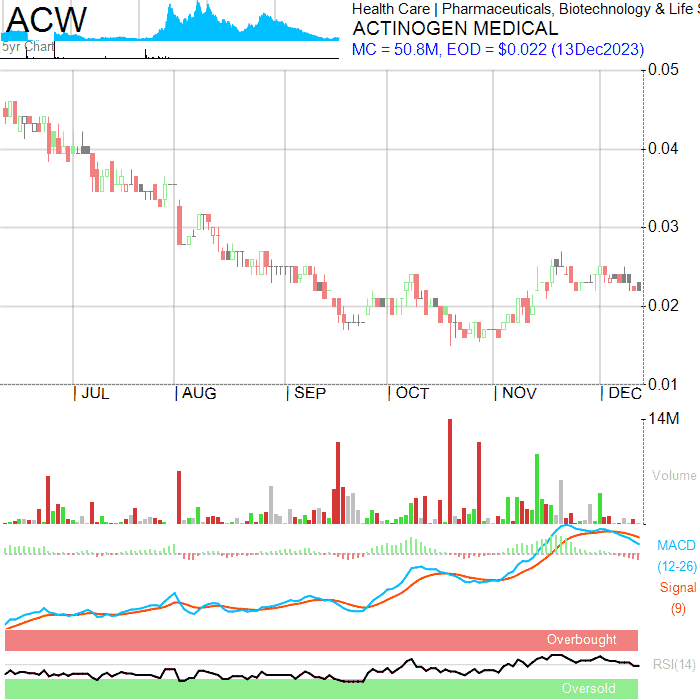 ACW
5yr Chart
Health Care | Pharmaceuticals, Biotechnology & Life S
ACTINOGEN MEDICAL
MC = 50.8M, EOD = $0.022 (13Dec2023)
0.05
0.04
0.03
0.02
0.01
JUL AUG SEP OCT NOV DEC
14M
Volume
MACD
(12-26)
Signal
(9)
Overbought
RSI(14)
Oversold